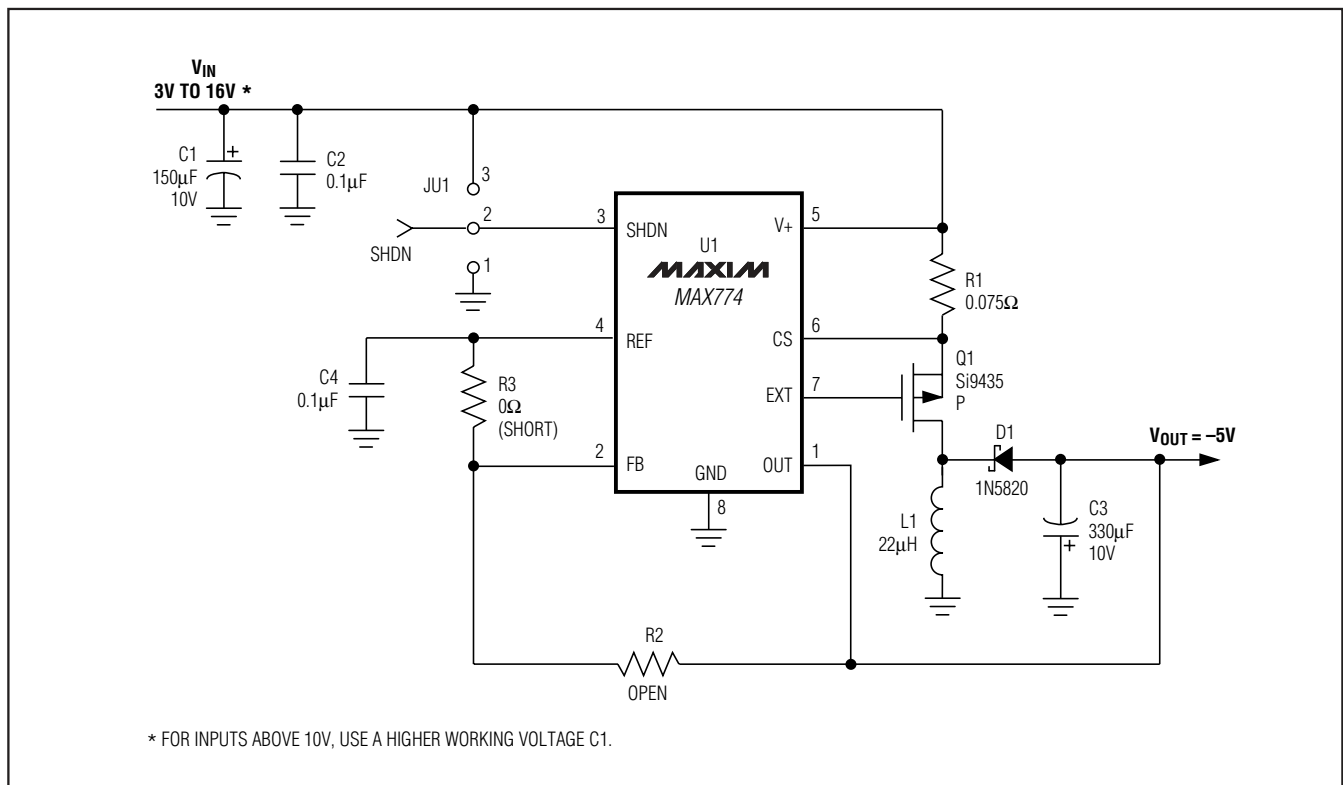 VIN
3V TO 16V *
C1
150µF
10V
+
C2
0.1µF
JU1
3
2
1
SHDN
3
SHDN
4
REF
2
FB
U1
MAXIM
MAX774
GND
8
V+
5
CS
6
EXT
7
OUT
1
R1
0.075Ω
Q1
Si9435
P
D1
1N5820
VOUT = –5V
L1
22µH
C3
330µF
10V
+
C4
0.1µF
R3
0Ω
(SHORT)
R2
OPEN
* FOR INPUTS ABOVE 10V, USE A HIGHER WORKING VOLTAGE C1.